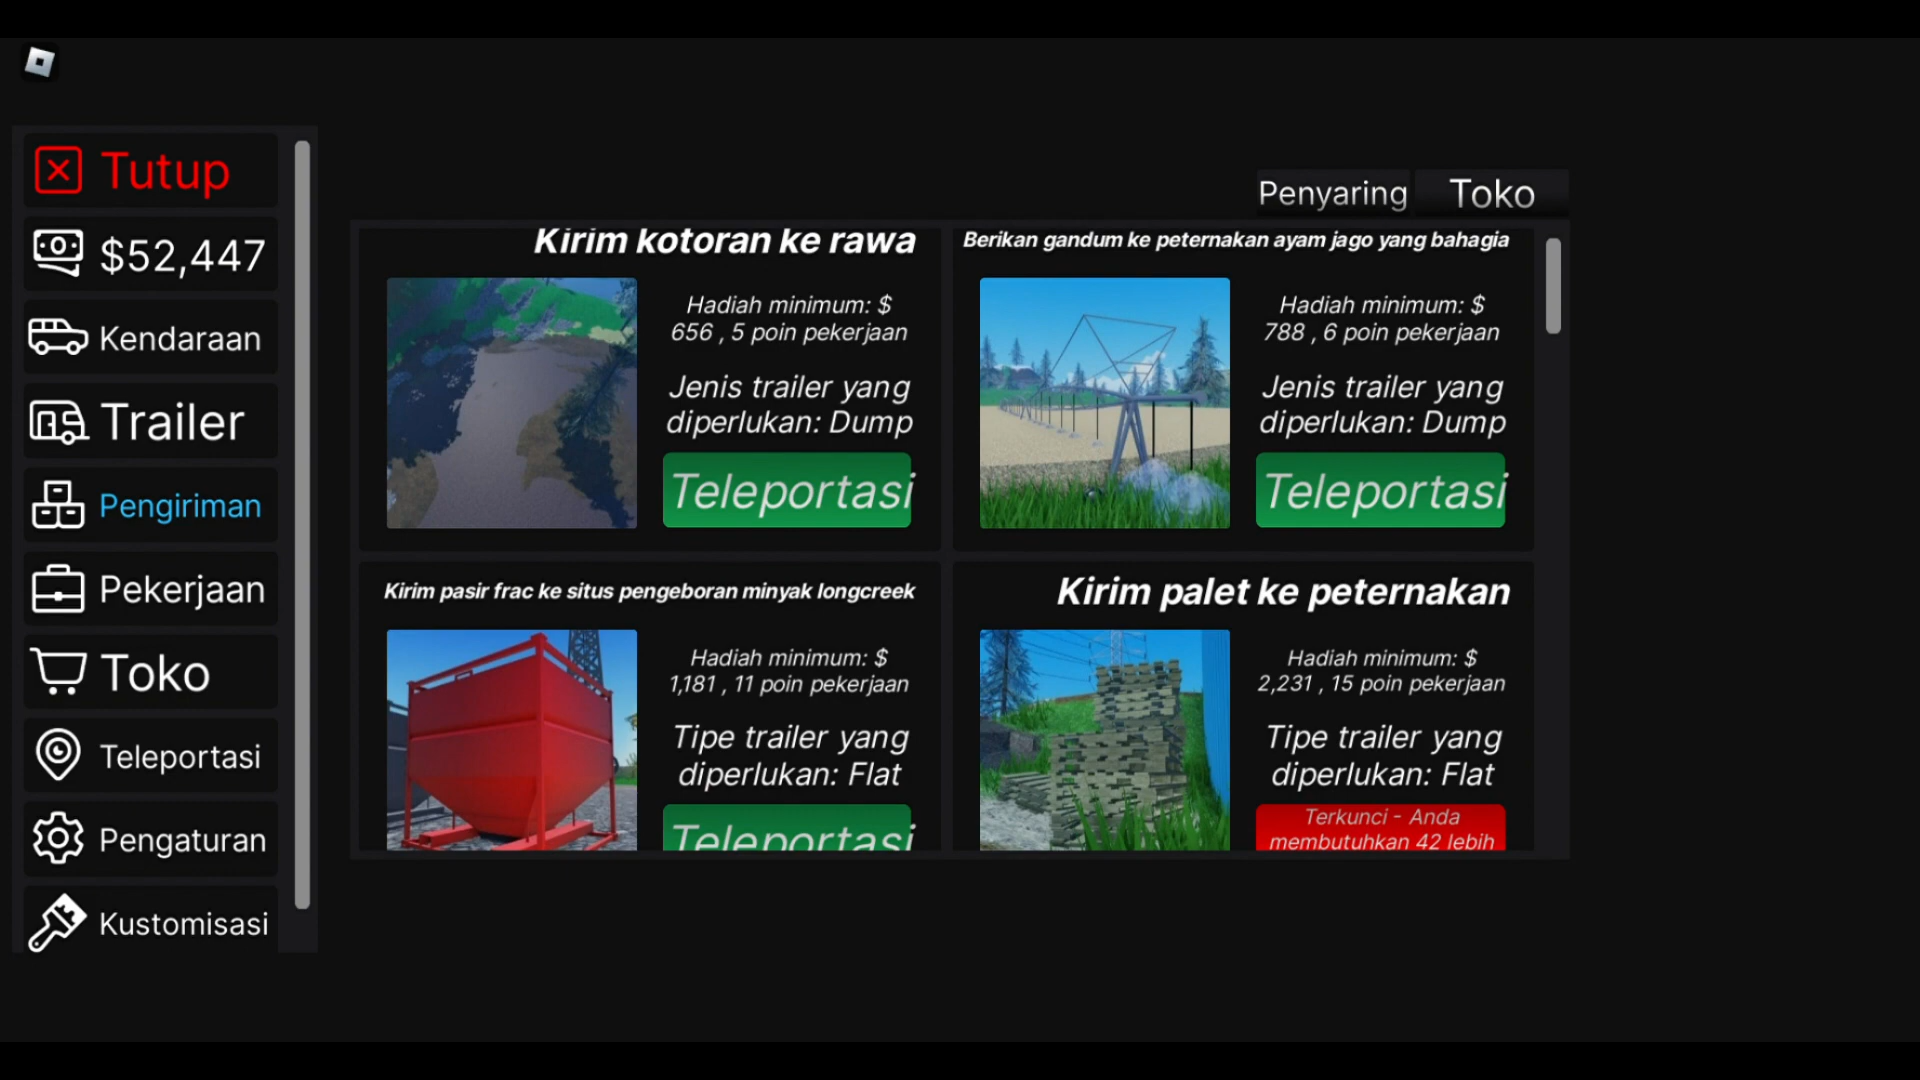 Tutup
$52,447
Kendaraan
Trailer
Pengiriman
Pekerjaan
Toko
Teleportasi
Pengaturan
Kustomisasi
Penyaring
Toko
Kirim kotoran ke rawa
Hadiah minimum: $
656 , 5 poin pekerjaan
Jenis trailer yang
diperlukan: Dump
Teleportasi
Berikan gandum ke peternakan ayam jago yang bahagia
Hadiah minimum: $
788 , 6 poin pekerjaan
Jenis trailer yang
diperlukan: Dump
Teleportasi
Kirim pasir frac ke situs pengeboran minyak longcreek
Hadiah minimum: $
1,181 , 11 poin pekerjaan
Tipe trailer yang
diperlukan: Flat
Teleportasi
Kirim palet ke peternakan
Hadiah minimum: $
2,231 , 15 poin pekerjaan
Tipe trailer yang
diperlukan: Flat
Terkunci - Anda
membutuhkan 42 lebih